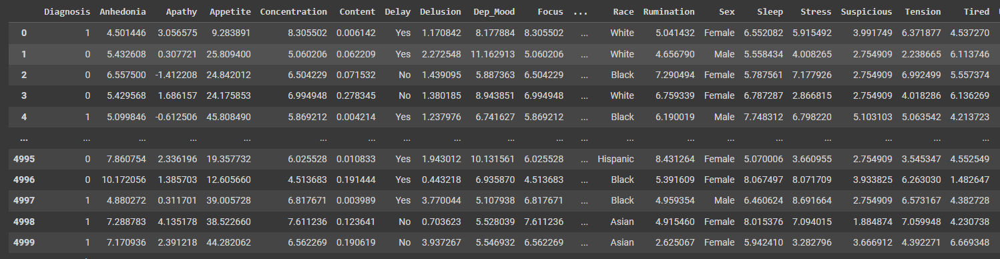 Diagnosis Anhedonia Apathy Appetite Concentration Content Delay Delusion Dep_Mood Focus ... Race Rumination Sex Sleep Stress Suspicious Tension Tired
0 1 4.501446 3.056575 9.283891 8.305502 0.006142 Yes 1.170842 8.177884 8.305502 ... White 5.041432 Female 6.552082 5.915492 3.991749 6.371877 4.537270
1 0 5.432608 0.307721 25.809400 5.060206 0.062209 Yes 2.272548 11.162913 5.060206 ... White 4.656790 Male 5.558434 4.008265 2.754909 2.238665 6.113746
2 0 6.557500 -1.412208 24.842012 6.504229 0.071532 No 1.439095 5.887363 6.504229 ... Black 7.290494 Female 5.787561 7.177926 2.754909 6.992499 5.557374
3 0 5.429568 1.686157 24.175853 6.994948 0.278345 No 1.380185 8.943851 6.994948 ... White 6.759339 Female 6.787287 2.866815 2.754909 4.018286 6.136269
4 1 5.099846 -0.612506 45.808490 5.869212 0.004214 Yes 1.237976 6.741627 5.869212 ... Black 6.190019 Male 7.748312 6.798220 5.103103 5.063542 4.213723
... ... ... ... ... ... ... ... ... ... ... ... ... ... ... ... ... ... ... ...
4995 0 7.860754 2.336196 19.357732 6.025528 0.010833 Yes 1.943012 10.131561 6.025528 ... Hispanic 8.431264 Female 5.070006 3.660955 2.754909 3.545347 4.552549
4996 0 10.172056 1.385703 12.605660 4.513683 0.191444 Yes 0.443218 6.935870 4.513683 ... Black 5.391609 Female 8.067497 8.071709 3.933825 6.263030 1.482647
4997 1 4.880272 0.311701 39.005728 6.817671 0.003989 Yes 3.770044 5.107938 6.817671 ... Black 4.959354 Male 6.460624 8.691664 2.754909 6.573167 4.382728
4998 1 7.288783 4.135178 38.522660 7.611236 0.123641 No 0.703623 5.528039 7.611236 ... Asian 4.915460 Female 8.015376 7.094015 1.884874 7.059948 4.230738
4999 1 7.170936 2.391218 44.282062 6.562269 0.190619 No 3.937267 5.546932 6.562269 ... Asian 2.625067 Female 5.942410 3.282796 3.666912 4.392271 6.669348